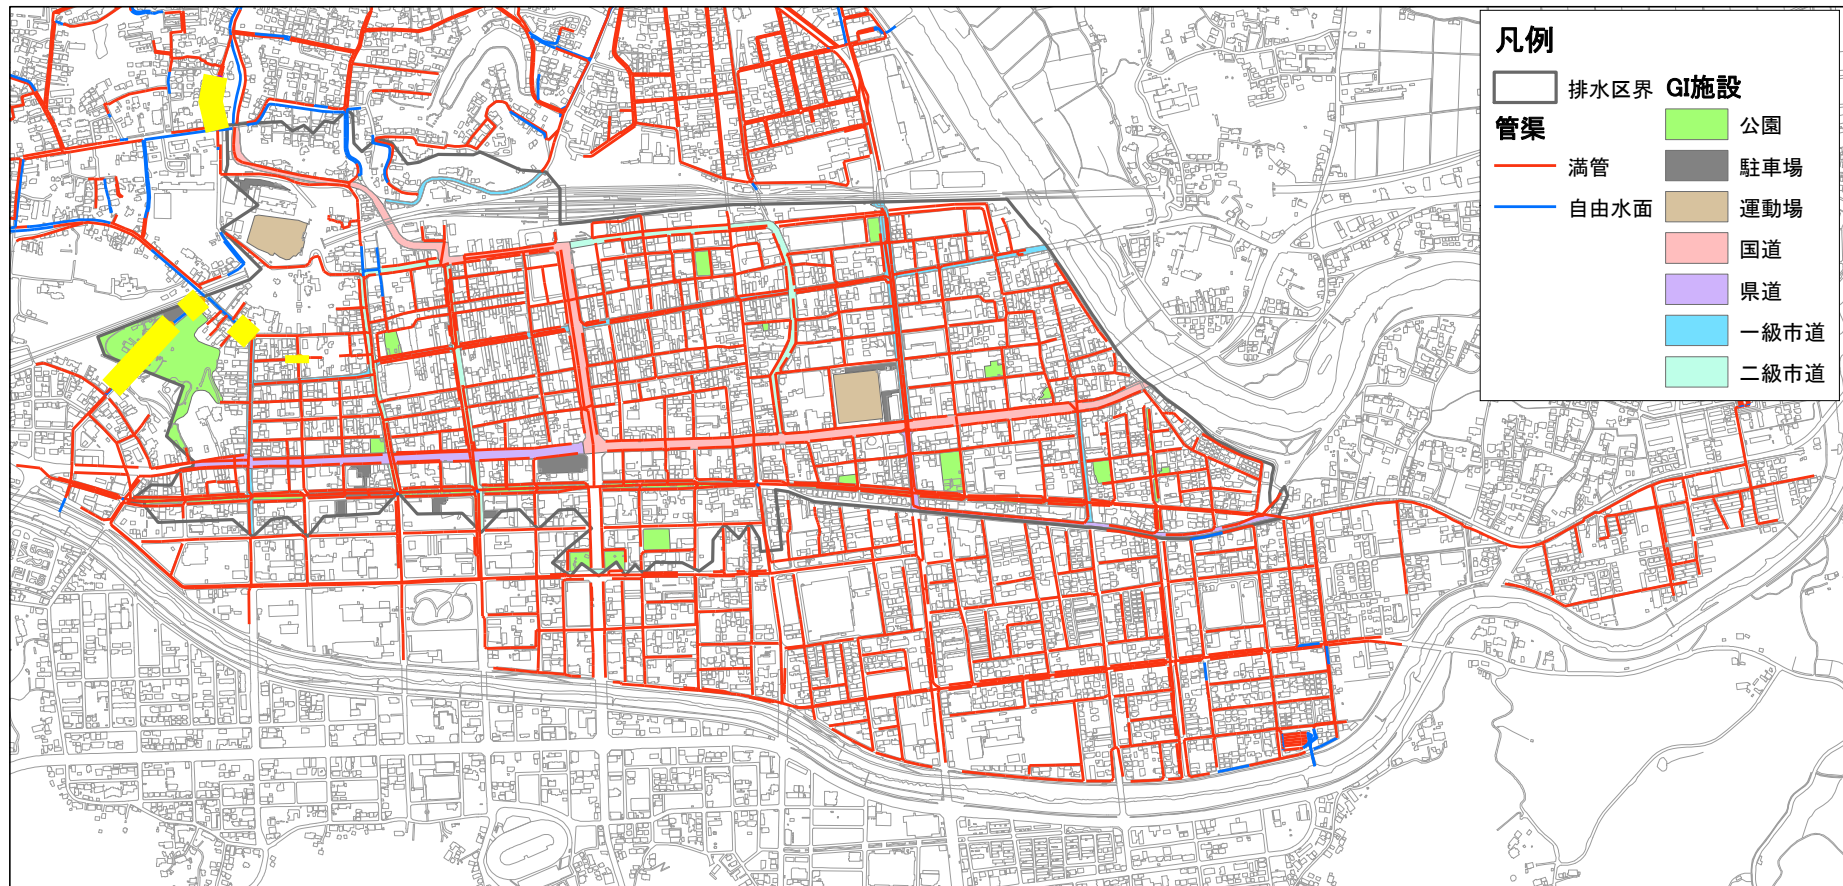 凡例
排水区界
管渠
満管
自由水面
GI施設
公園
駐車場
運動場
国道
県道
一級市道
二級市道